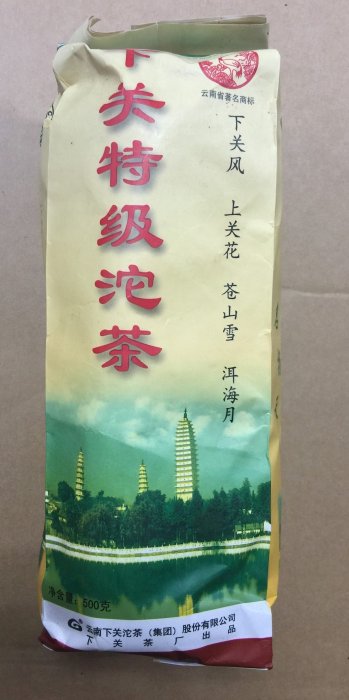 下关特级沱茶
云南省著名商标
下关风 上关花 苍山雪 洱海月
净含量：500克
云南下关沱茶（集团）股份有限公司
下关茶厂出品